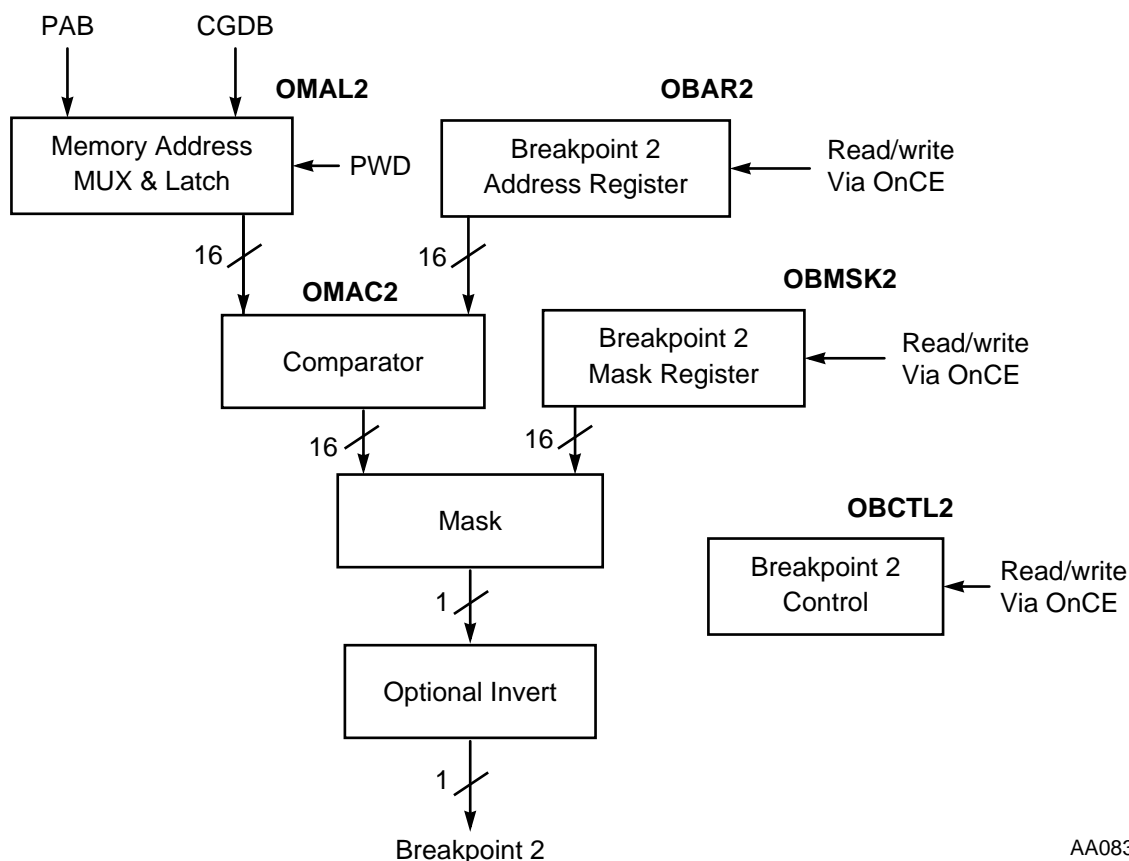 PAB
CGDB
OMAL2
OBAR2
Memory Address
MUX & Latch
PWD
Breakpoint 2
Address Register
Read/write
Via OnCE
16
16
OMAC2
OBMSK2
Comparator
Breakpoint 2
Mask Register
Read/write
Via OnCE
16
16
Mask
OBCTL2
Breakpoint 2
Control
Read/write
Via OnCE
1
Optional Invert
1
Breakpoint 2
AA083